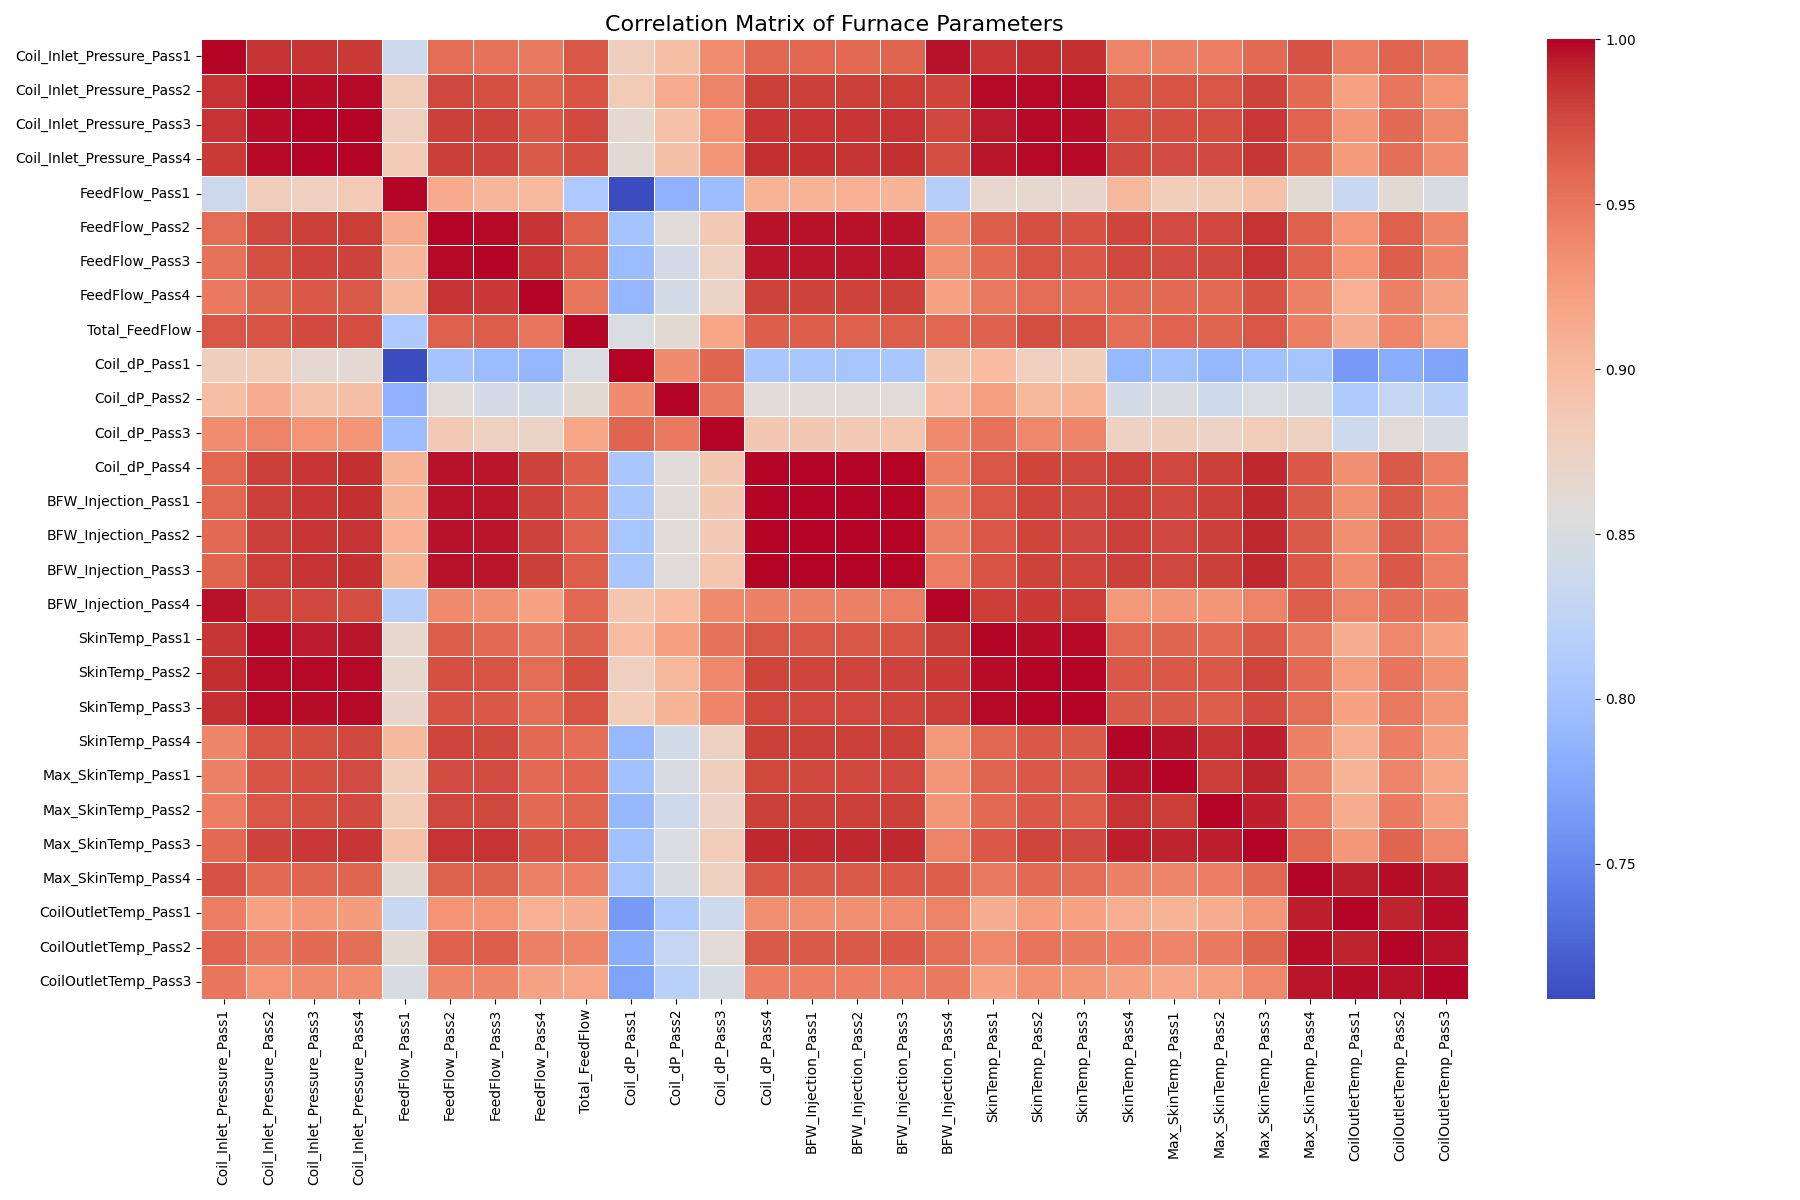 Correlation Matrix of Furnace Parameters
Coil_Inlet_Pressure_Pass1
Coil_Inlet_Pressure_Pass2
Coil_Inlet_Pressure_Pass3
Coil_Inlet_Pressure_Pass4
FeedFlow_Pass1
FeedFlow_Pass2
FeedFlow_Pass3
FeedFlow_Pass4
Total_FeedFlow
Coil_dP_Pass1
Coil_dP_Pass2
Coil_dP_Pass3
Coil_dP_Pass4
BFW_Injection_Pass1
BFW_Injection_Pass2
BFW_Injection_Pass3
BFW_Injection_Pass4
SkinTemp_Pass1
SkinTemp_Pass2
SkinTemp_Pass3
SkinTemp_Pass4
Max_SkinTemp_Pass1
Max_SkinTemp_Pass2
Max_SkinTemp_Pass3
Max_SkinTemp_Pass4
CoilOutletTemp_Pass1
CoilOutletTemp_Pass2
CoilOutletTemp_Pass3
Coil_Inlet_Pressure_Pass1
Coil_Inlet_Pressure_Pass2
Coil_Inlet_Pressure_Pass3
Coil_Inlet_Pressure_Pass4
FeedFlow_Pass1
FeedFlow_Pass2
FeedFlow_Pass3
FeedFlow_Pass4
Total_FeedFlow
Coil_dP_Pass1
Coil_dP_Pass2
Coil_dP_Pass3
Coil_dP_Pass4
BFW_Injection_Pass1
BFW_Injection_Pass2
BFW_Injection_Pass3
BFW_Injection_Pass4
SkinTemp_Pass1
SkinTemp_Pass2
SkinTemp_Pass3
SkinTemp_Pass4
Max_SkinTemp_Pass1
Max_SkinTemp_Pass2
Max_SkinTemp_Pass3
Max_SkinTemp_Pass4
CoilOutletTemp_Pass1
CoilOutletTemp_Pass2
CoilOutletTemp_Pass3
1.00
0.95
0.90
0.85
0.80
0.75